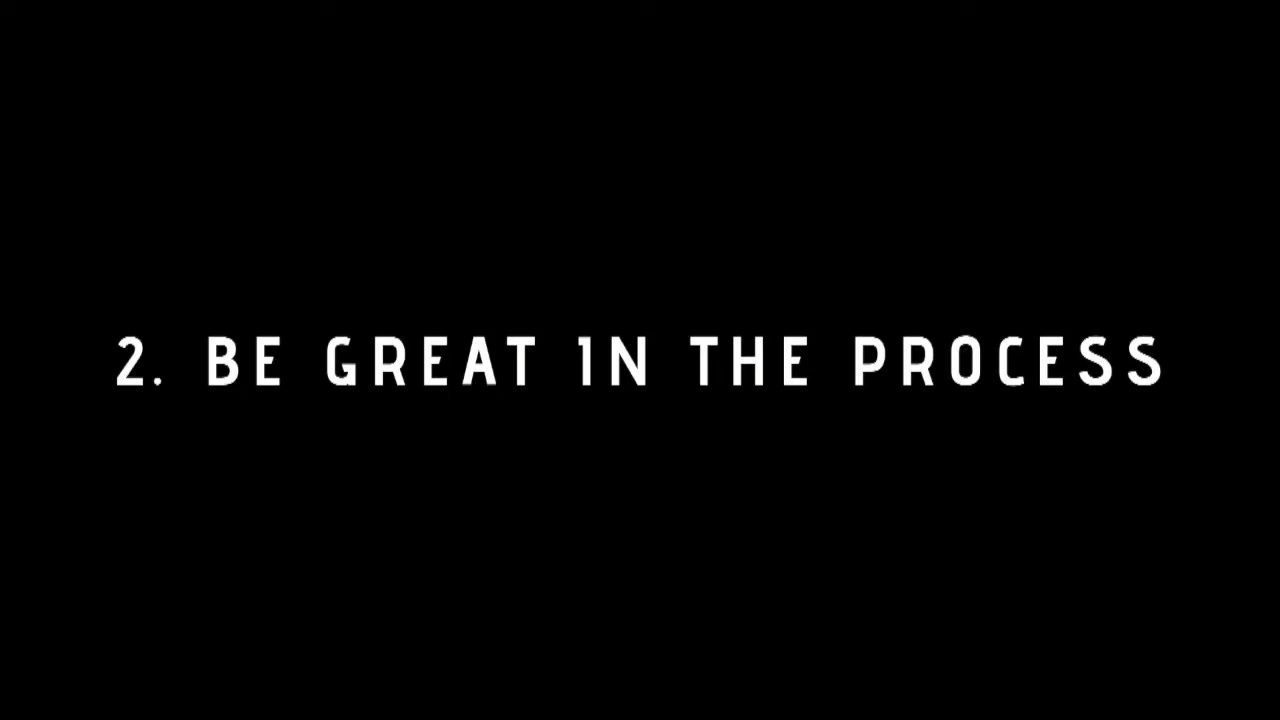 2. BE GREAT IN THE PROCESS